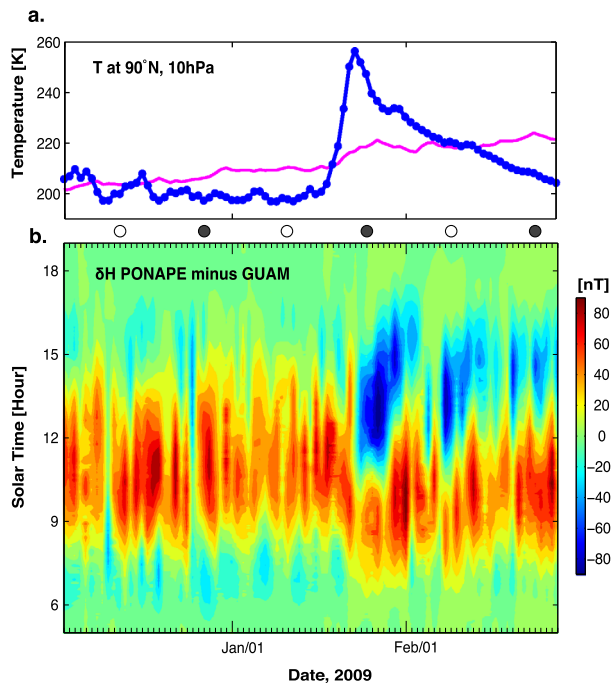 a.
Temperature [K]
260
240
220
200
T at 90°N, 10hPa
b.
Solar Time [Hour]
18
15
12
9
6
δH PONAPE minus GUAM
[nT]
80
60
40
20
0
−20
−40
−60
−80
Jan/01
Feb/01
Date, 2009